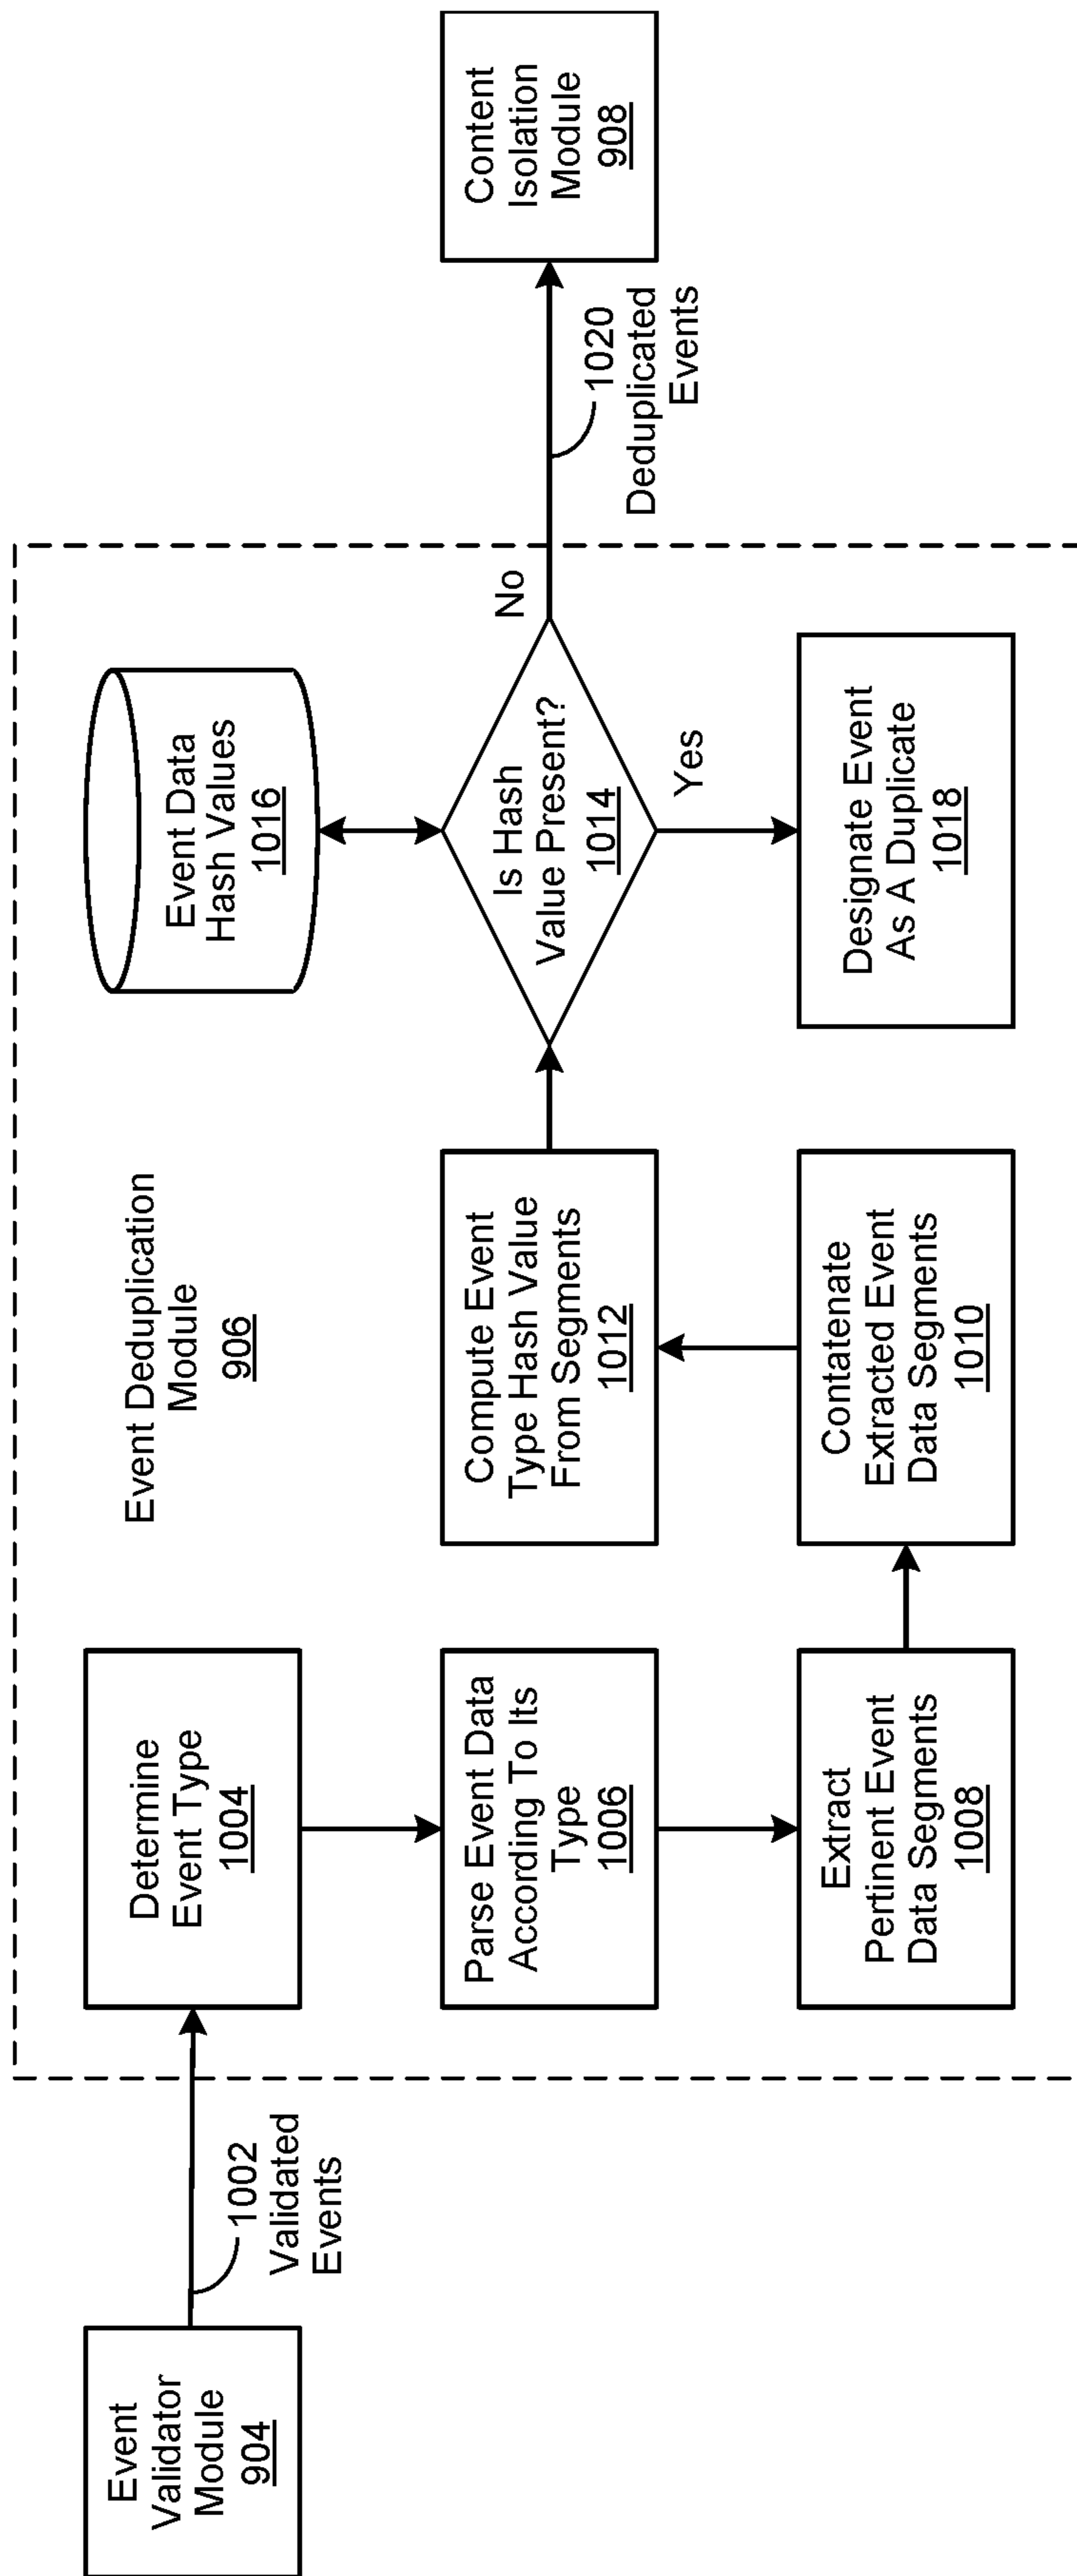 Event
Validator
Module
904
1002
Validated
Events
Event Deduplication
Module
906
Determine
Event Type
1004
Parse Event Data
According To Its
Type
1006
Extract
Pertinent Event
Data Segments
1008
Contatenate
Extracted Event
Data Segments
1010
Compute Event
Type Hash Value
From Segments
1012
Is Hash
Value Present?
1014
Event Data
Hash Values
1016
Yes
Designate Event
As A Duplicate
1018
No
1020
Deduplicated
Events
Content
Isolation
Module
908